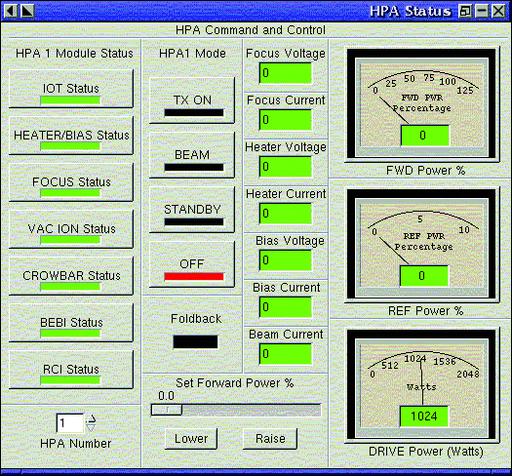 HPA Status
HPA Command and Control
HPA 1 Module Status
IOT Status
HEATER/BIAS Status
FOCUS Status
VAC ION Status
CROWBAR Status
BEBI Status
RCI Status
1
HPA Number
HPA1 Mode
TX ON
BEAM
STANDBY
OFF
Foldback
Focus Voltage
0
Focus Current
0
Heater Voltage
0
Heater Current
0
Bias Voltage
0
Bias Current
0
Beam Current
0
Set Forward Power %
0.0
Lower
Raise
0 25 50 75 100 125
FWD PWR
Percentage
0
FWD Power %
0 5 10
REF PWR
Percentage
0
REF Power %
0 512 1024 1536 2048
Watts
1024
DRIVE Power (Watts)